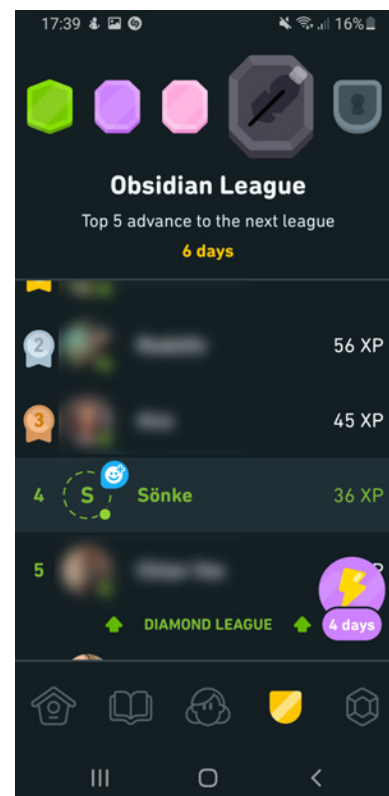 17:39 16%
Obsidian League
Top 5 advance to the next league
6 days
2 56 XP
3 45 XP
4 S Sönke 36 XP
5 P
DIAMOND LEAGUE 4 days